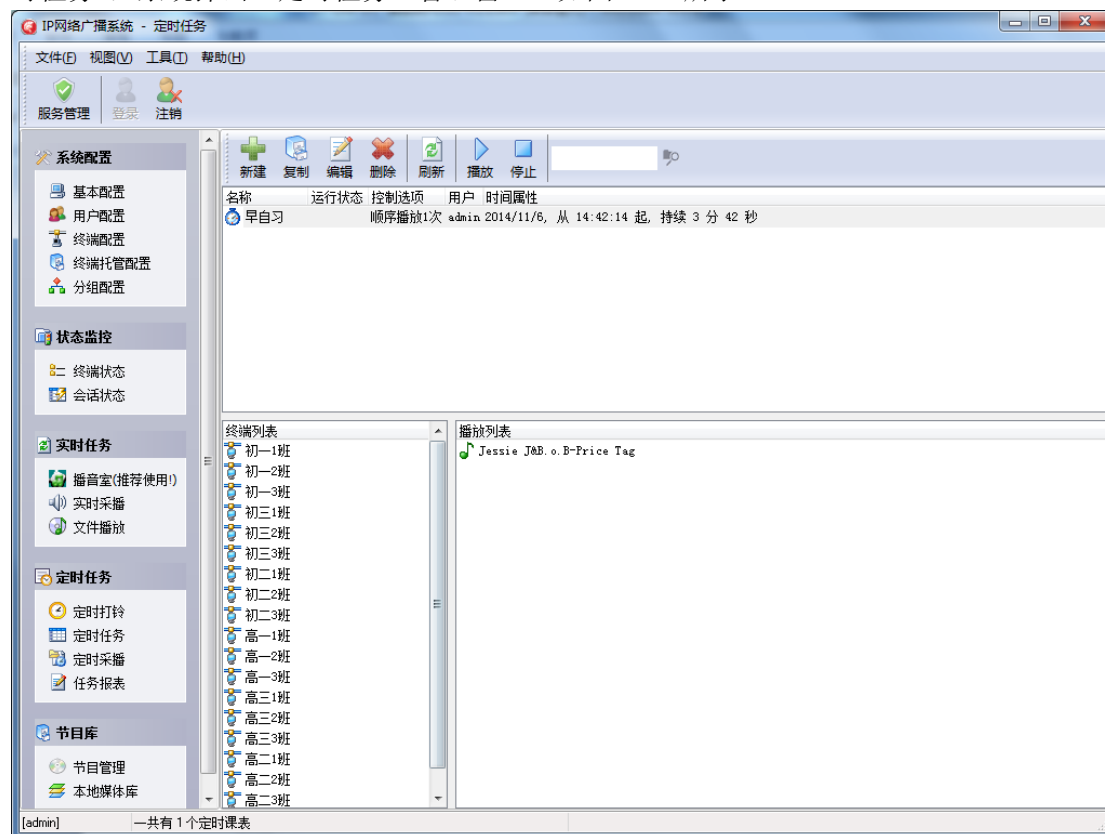 IP网络广播系统 - 定时任务
文件(F) 视图(V) 工具(T) 帮助(H)
服务管理 登录 注销
系统配置
基本配置
用户配置
终端配置
终端托管配置
分组配置
状态监控
终端状态
会话状态
实时任务
播音室(推荐使用!)
实时采播
文件播放
定时任务
定时打铃
定时任务
定时采播
任务报表
节目库
节目管理
本地媒体库
新建 复制 编辑 删除 刷新 播放 停止
名称 运行状态 控制选项 用户 时间属性
早自习 顺序播放1次 admin 2014/11/6, 从 14:42:14 起, 持续 3 分 42 秒
终端列表
初一1班
初一2班
初一3班
初三1班
初三2班
初三3班
初二1班
初二2班
初二3班
高一1班
高一2班
高一3班
高三1班
高三2班
高三3班
高二1班
高二2班
高二3班
播放列表
Jessie J&B.o.B-Price Tag
[admin] 一共有 1 个定时课表